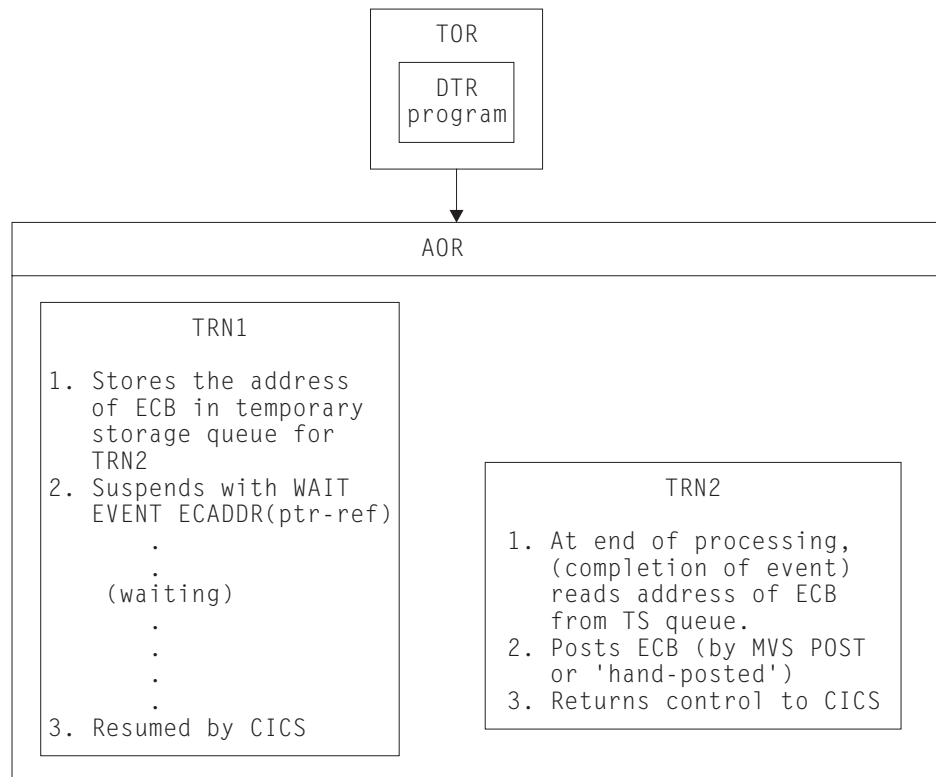 TOR
DTR
program
AOR
TRN1
1. Stores the address
of ECB in temporary
storage queue for
TRN2
2. Suspends with WAIT
EVENT ECADDR(ptr-ref)
.
.
(waiting)
.
.
.
.
3. Resumed by CICS
TRN2
1. At end of processing,
(completion of event)
reads address of ECB
from TS queue.
2. Posts ECB (by MVS POST
or 'hand-posted')
3. Returns control to CICS